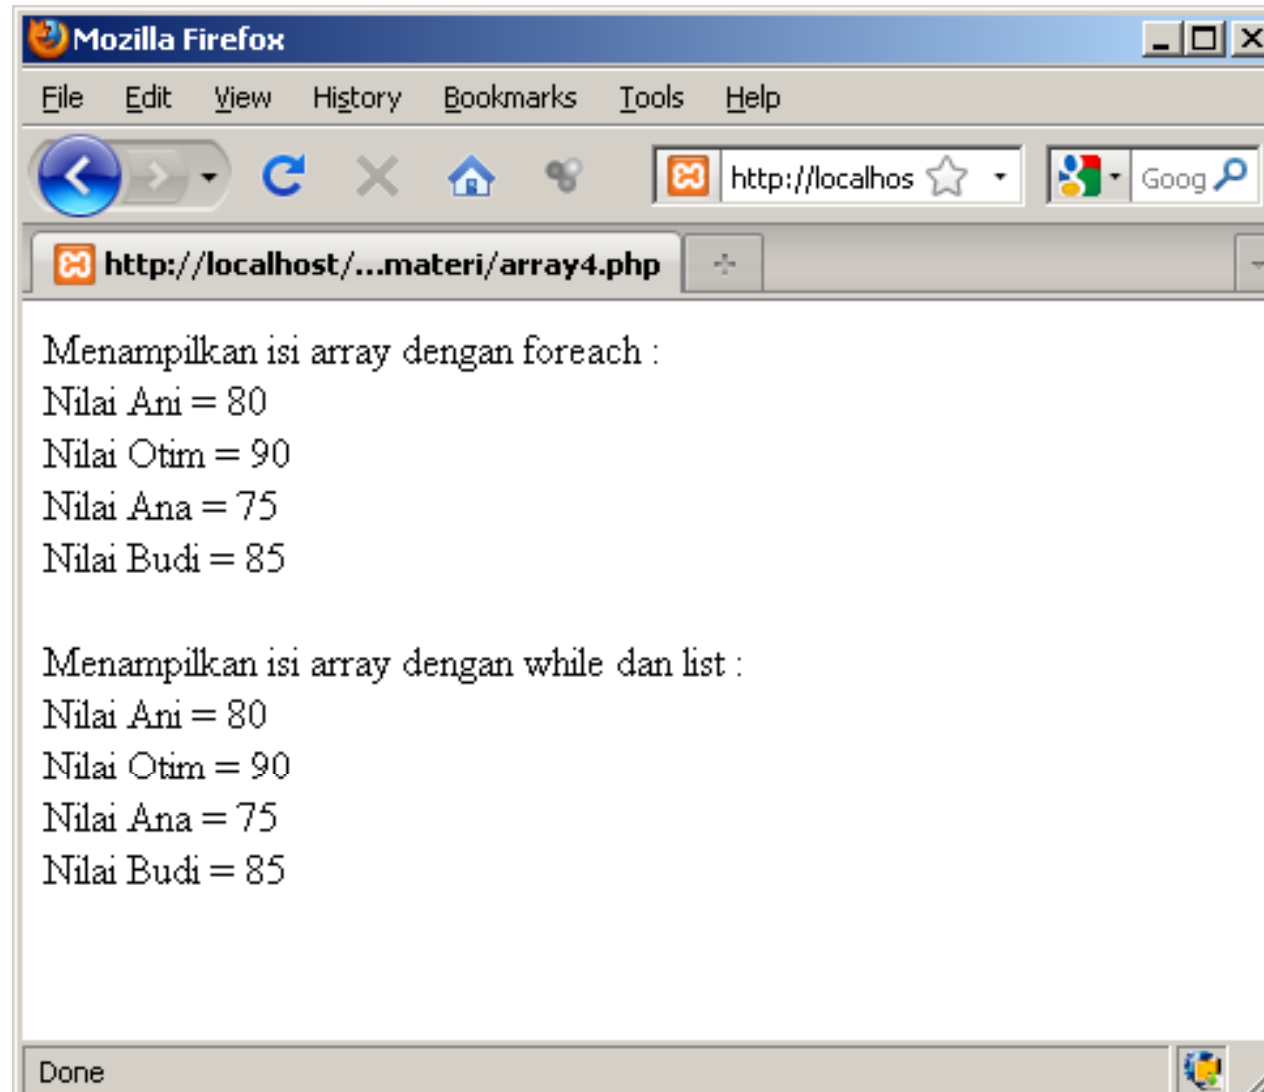 Mozilla Firefox
File Edit View History Bookmarks Tools Help
http://localhos Goog
http://localhost/...materi/array4.php
Menampilkan isi array dengan foreach :
Nilai Ani = 80
Nilai Otim = 90
Nilai Ana = 75
Nilai Budi = 85
Menampilkan isi array dengan while dan list :
Nilai Ani = 80
Nilai Otim = 90
Nilai Ana = 75
Nilai Budi = 85
Done